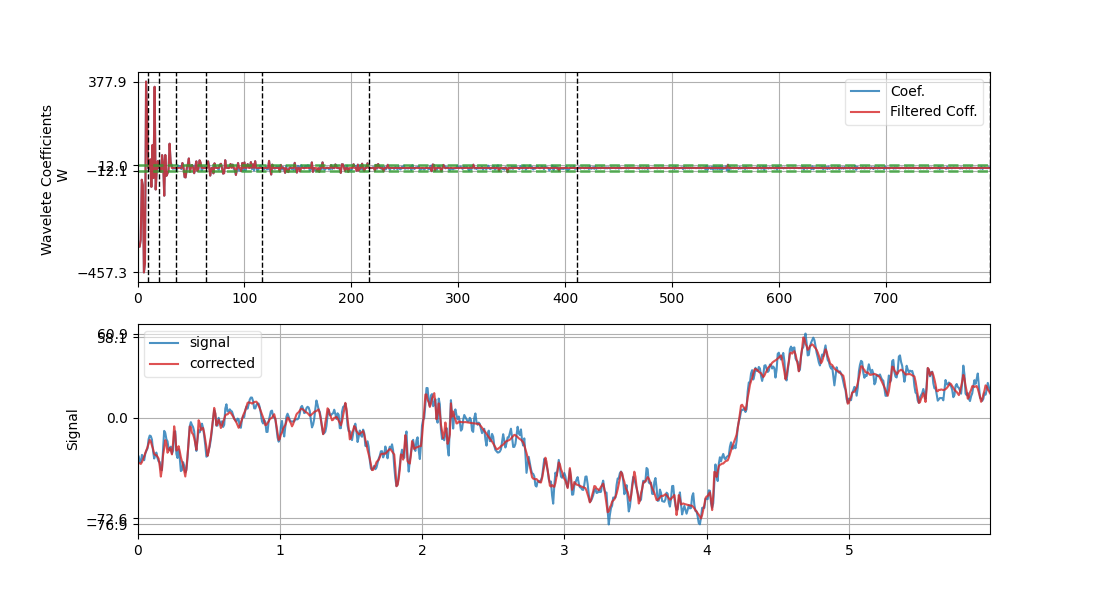 377.9
12.0
−12.1
−457.3
Wavelete Coefficients
W
Coef.
Filtered Coff.
0 100 200 300 400 500 600 700
60.9
58.1
0.0
−72.6
−76.9
Signal
signal
corrected
0 1 2 3 4 5